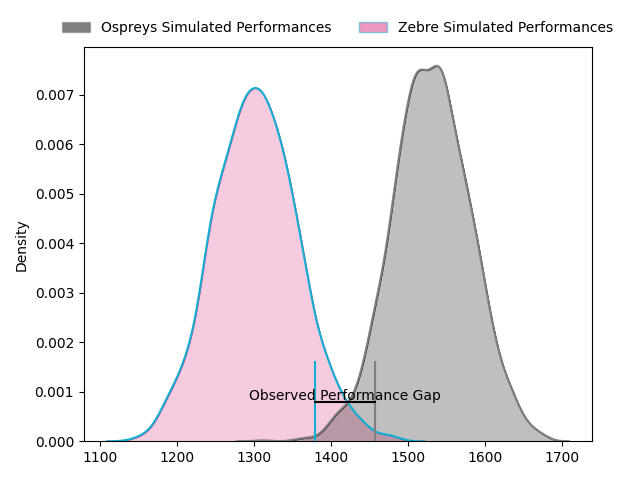 Ospreys Simulated Performances Zebre Simulated Performances
0.007
0.006
0.005
0.004
0.003
0.002
0.001
0.000
Density
Observed Performance Gap
1100 1200 1300 1400 1500 1600 1700